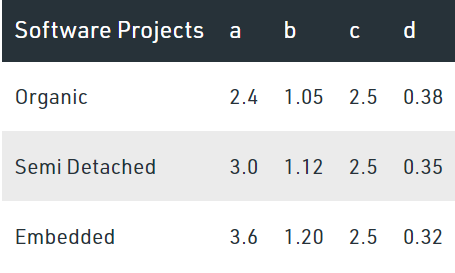 Software Projects a b c d
Organic 2.4 1.05 2.5 0.38
Semi Detached 3.0 1.12 2.5 0.35
Embedded 3.6 1.20 2.5 0.32